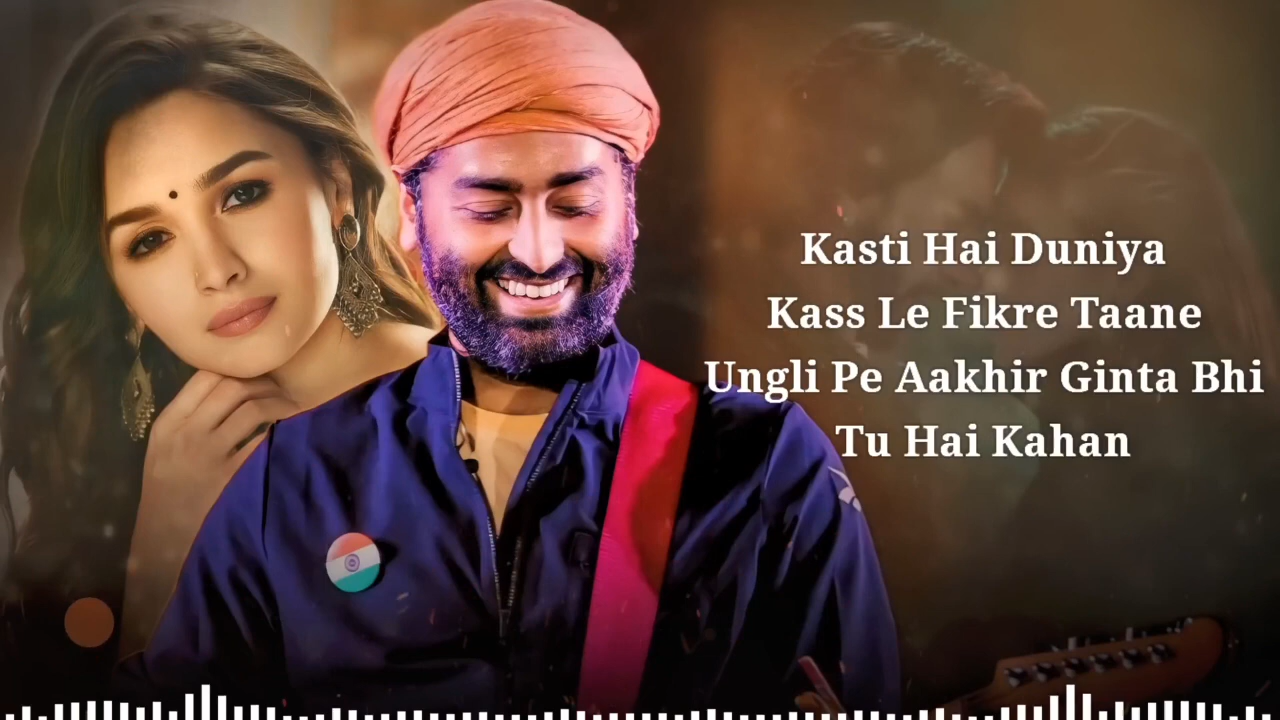 Kasti Hai Duniya
Kass Le Fikre Taane
Ungli Pe Aakhir Ginta Bhi
Tu Hai Kahan